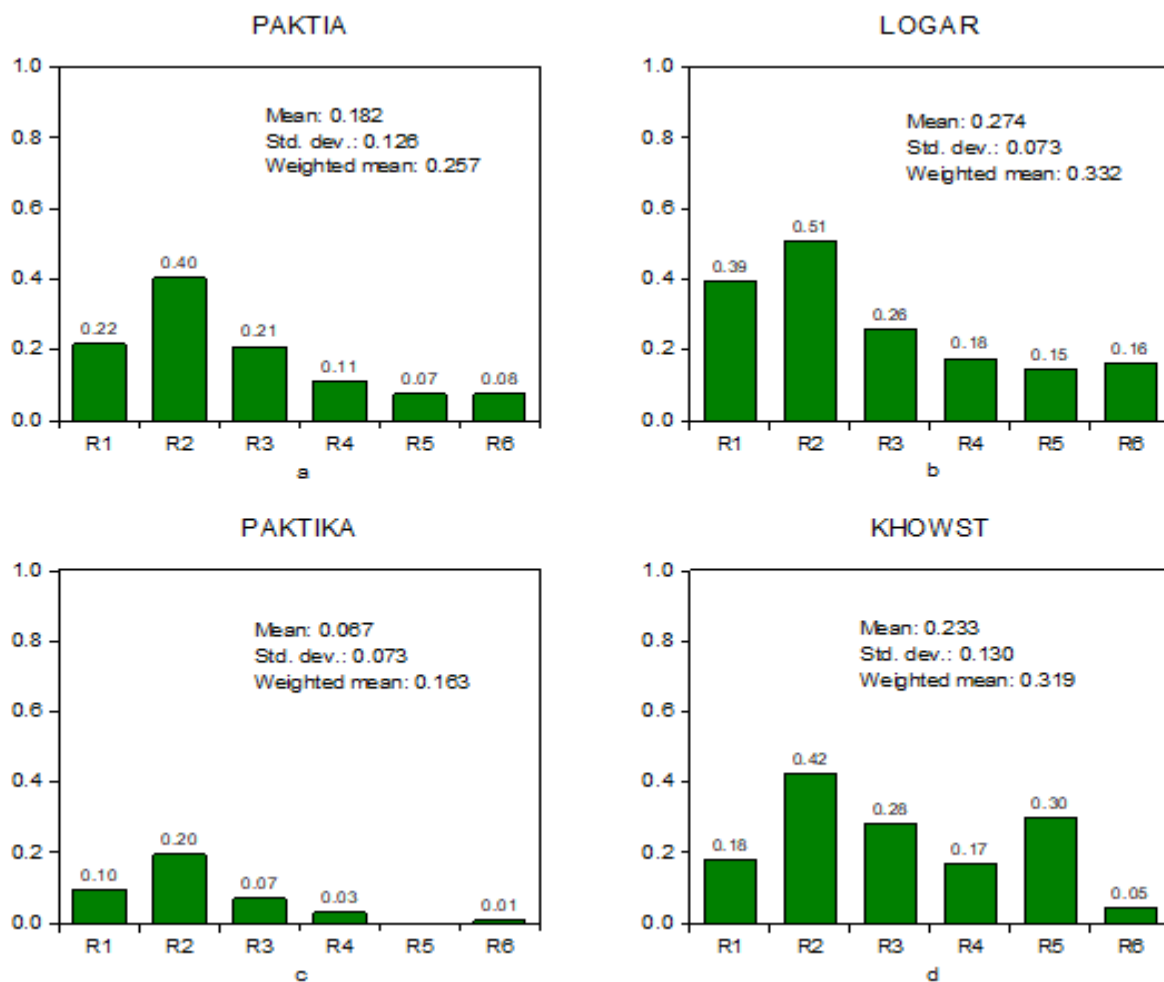 PAKTIA
1.0
0.8
0.6
0.4
0.2
0.0
Mean: 0.182
Std. dev.: 0.126
Weighted mean: 0.257
0.22
0.40
0.21
0.11
0.07
0.08
R1 R2 R3 R4 R5 R6
a
LOGAR
1.0
0.8
0.6
0.4
0.2
0.0
Mean: 0.274
Std. dev.: 0.073
Weighted mean: 0.332
0.39
0.51
0.26
0.18
0.15
0.16
R1 R2 R3 R4 R5 R6
b
PAKTIKA
1.0
0.8
0.6
0.4
0.2
0.0
Mean: 0.067
Std. dev.: 0.073
Weighted mean: 0.163
0.10
0.20
0.07
0.03
0.01
R1 R2 R3 R4 R5 R6
c
KHOWST
1.0
0.8
0.6
0.4
0.2
0.0
Mean: 0.233
Std. dev.: 0.130
Weighted mean: 0.319
0.18
0.42
0.28
0.17
0.30
0.05
R1 R2 R3 R4 R5 R6
d